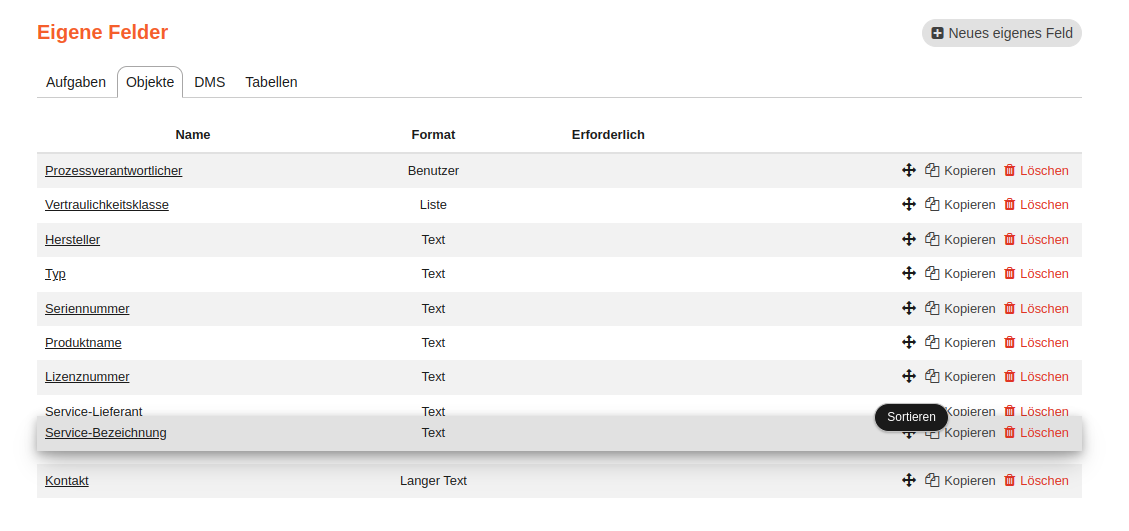 Eigene Felder
Neues eigenes Feld
Aufgaben Objekte DMS Tabellen
Name Format Erforderlich
Prozessverantwortlicher Benutzer Kopieren Löschen
Vertraulichkeitsklasse Liste Kopieren Löschen
Hersteller Text Kopieren Löschen
Typ Text Kopieren Löschen
Seriennummer Text Kopieren Löschen
Produktname Text Kopieren Löschen
Lizenznummer Text Kopieren Löschen
Service-Lieferant Text Kopieren Löschen
Sortieren
Service-Bezeichnung Text Kopieren Löschen
Kontakt Langer Text Kopieren Löschen